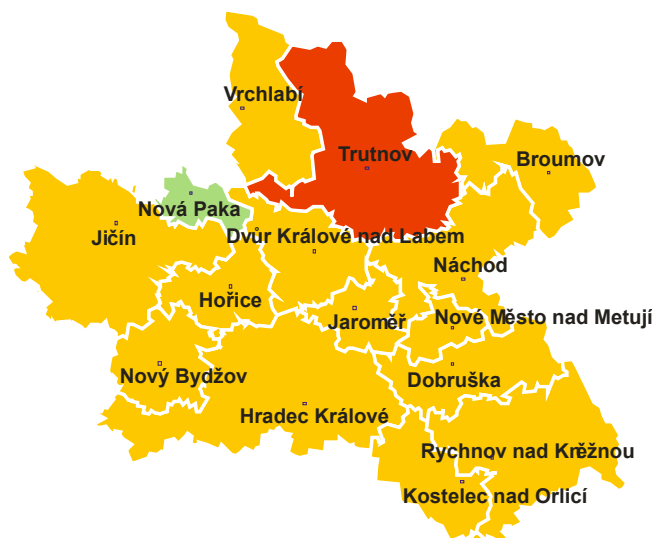 Vrchlabí
Trutnov
Broumov
Nová Paka
Jičín
Dvůr Králové nad Labem
Náchod
Hořice
Jaroměř
Nové Město nad Metují
Nový Bydžov
Dobruška
Hradec Králové
Rychnov nad Kněžnou
Kostelec nad Orlicí